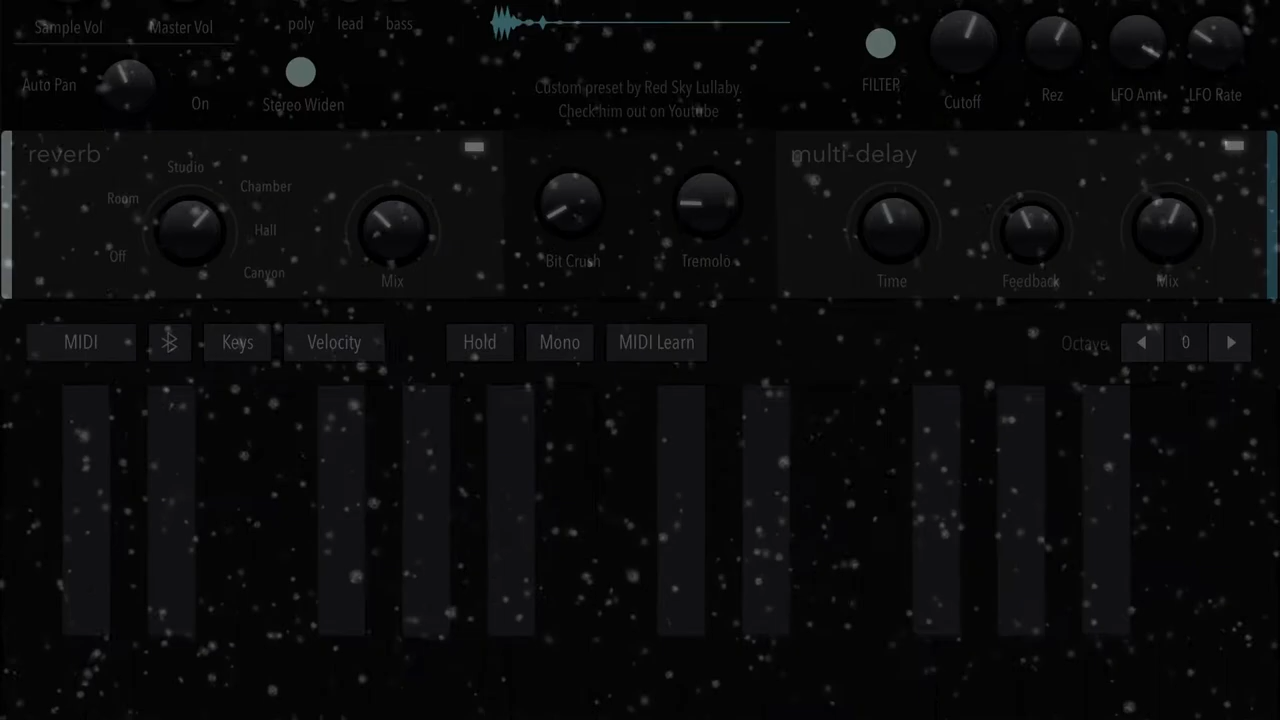 Sample Vol Master Vol poly lead bass
Auto Pan On Stereo Widen
Custom preset by Red Sky Lullaby.
Check him out on Youtube
FILTER Cutoff Rez LFO Amt LFO Rate
reverb
Studio
Room Chamber
Hall
Off
Canyon
Mix
Bit Crush Tremolo
multi-delay
Time Feedback Mix
MIDI Keys Velocity Hold Mono MIDI Learn Octave 0